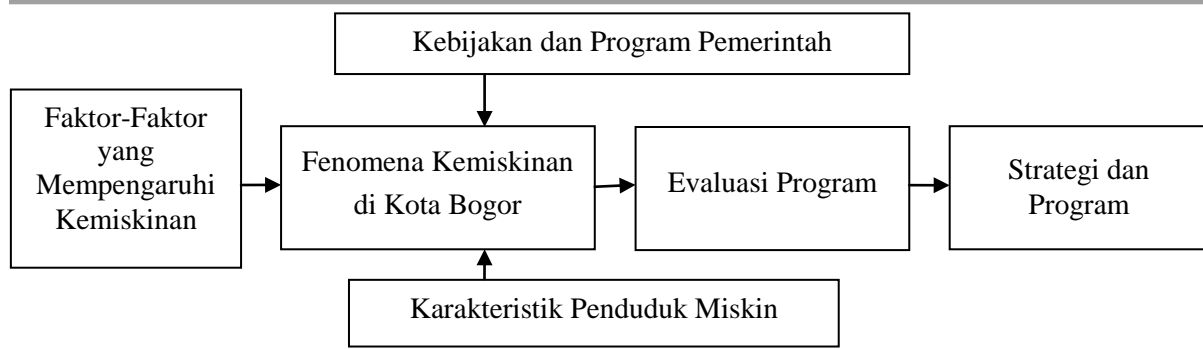 Kebijakan dan Program Pemerintah
Faktor-Faktor
yang
Mempengaruhi
Kemiskinan
Fenomena Kemiskinan
di Kota Bogor
Evaluasi Program
Strategi dan
Program
Karakteristik Penduduk Miskin